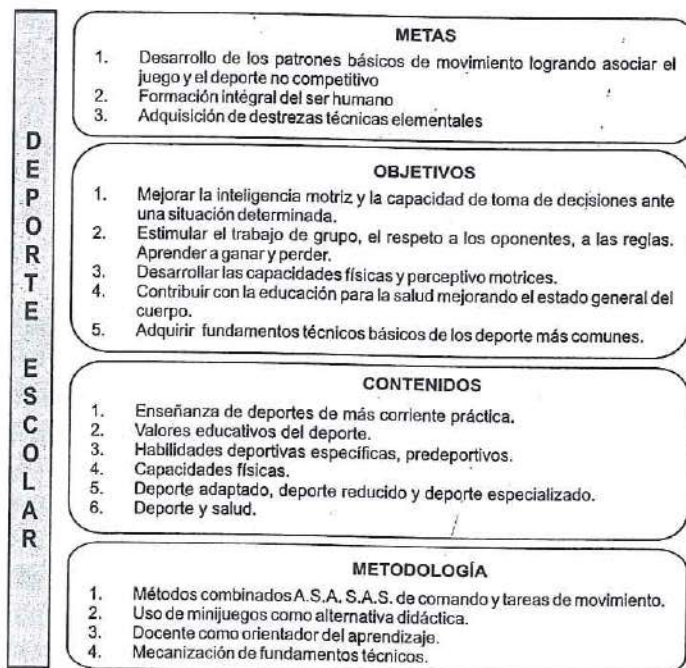 DEPORTE ESCOLAR
METAS
1. Desarrollo de los patrones básicos de movimiento logrando asociar el
juego y el deporte no competitivo
2. Formación integral del ser humano
3. Adquisición de destrezas técnicas elementales
OBJETIVOS
1. Mejorar la inteligencia motriz y la capacidad de toma de decisiones ante
una situación determinada.
2. Estimular el trabajo de grupo, el respeto a los oponentes, a las reglas.
Aprender a ganar y perder.
3. Desarrollar las capacidades físicas y perceptivo motrices.
4. Contribuir con la educación para la salud mejorando el estado general del
cuerpo.
5. Adquirir fundamentos técnicos básicos de los deporte más comunes.
CONTENIDOS
1. Enseñanza de deportes de más corriente práctica.
2. Valores educativos del deporte.
3. Habilidades deportivas específicas, predeportivos.
4. Capacidades físicas.
5. Deporte adaptado, deporte reducido y deporte especializado.
6. Deporte y salud.
METODOLOGÍA
1. Métodos combinados A.S.A. S.A.S. de comando y tareas de movimiento.
2. Uso de minijuegos como alternativa didáctica.
3. Docente como orientador del aprendizaje.
4. Mecanización de fundamentos técnicos.